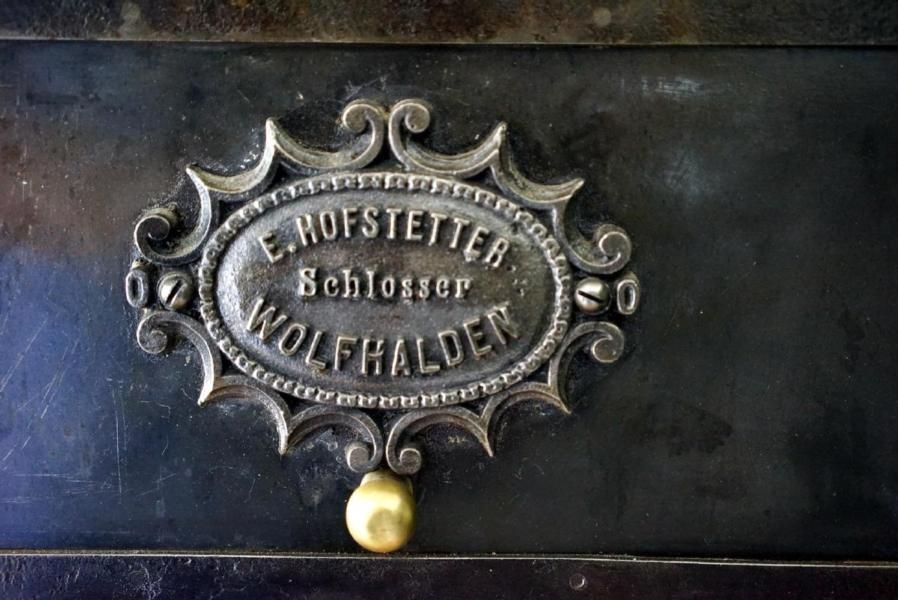 E. HOFSTETTER
Schlosser
WOLFHALDEN